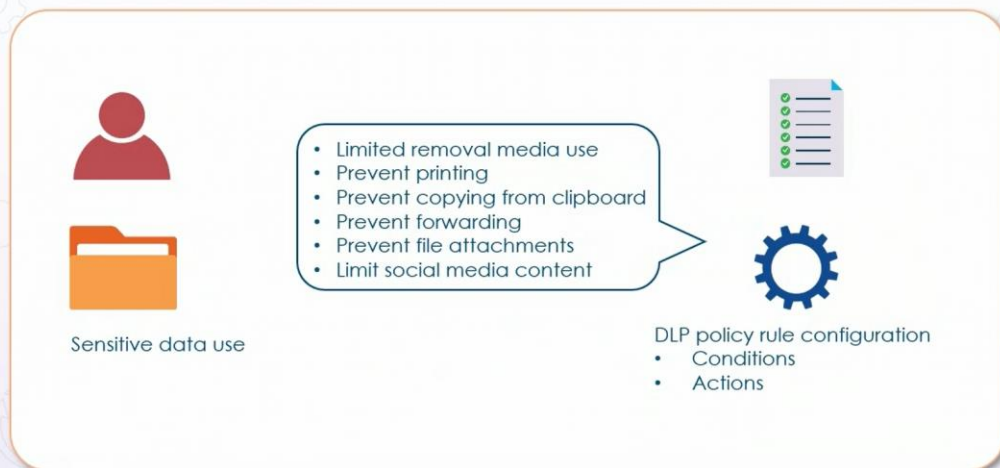 • Limited removal media use
• Prevent printing
• Prevent copying from clipboard
• Prevent forwarding
• Prevent file attachments
• Limit social media content
Sensitive data use
DLP policy rule configuration
• Conditions
• Actions